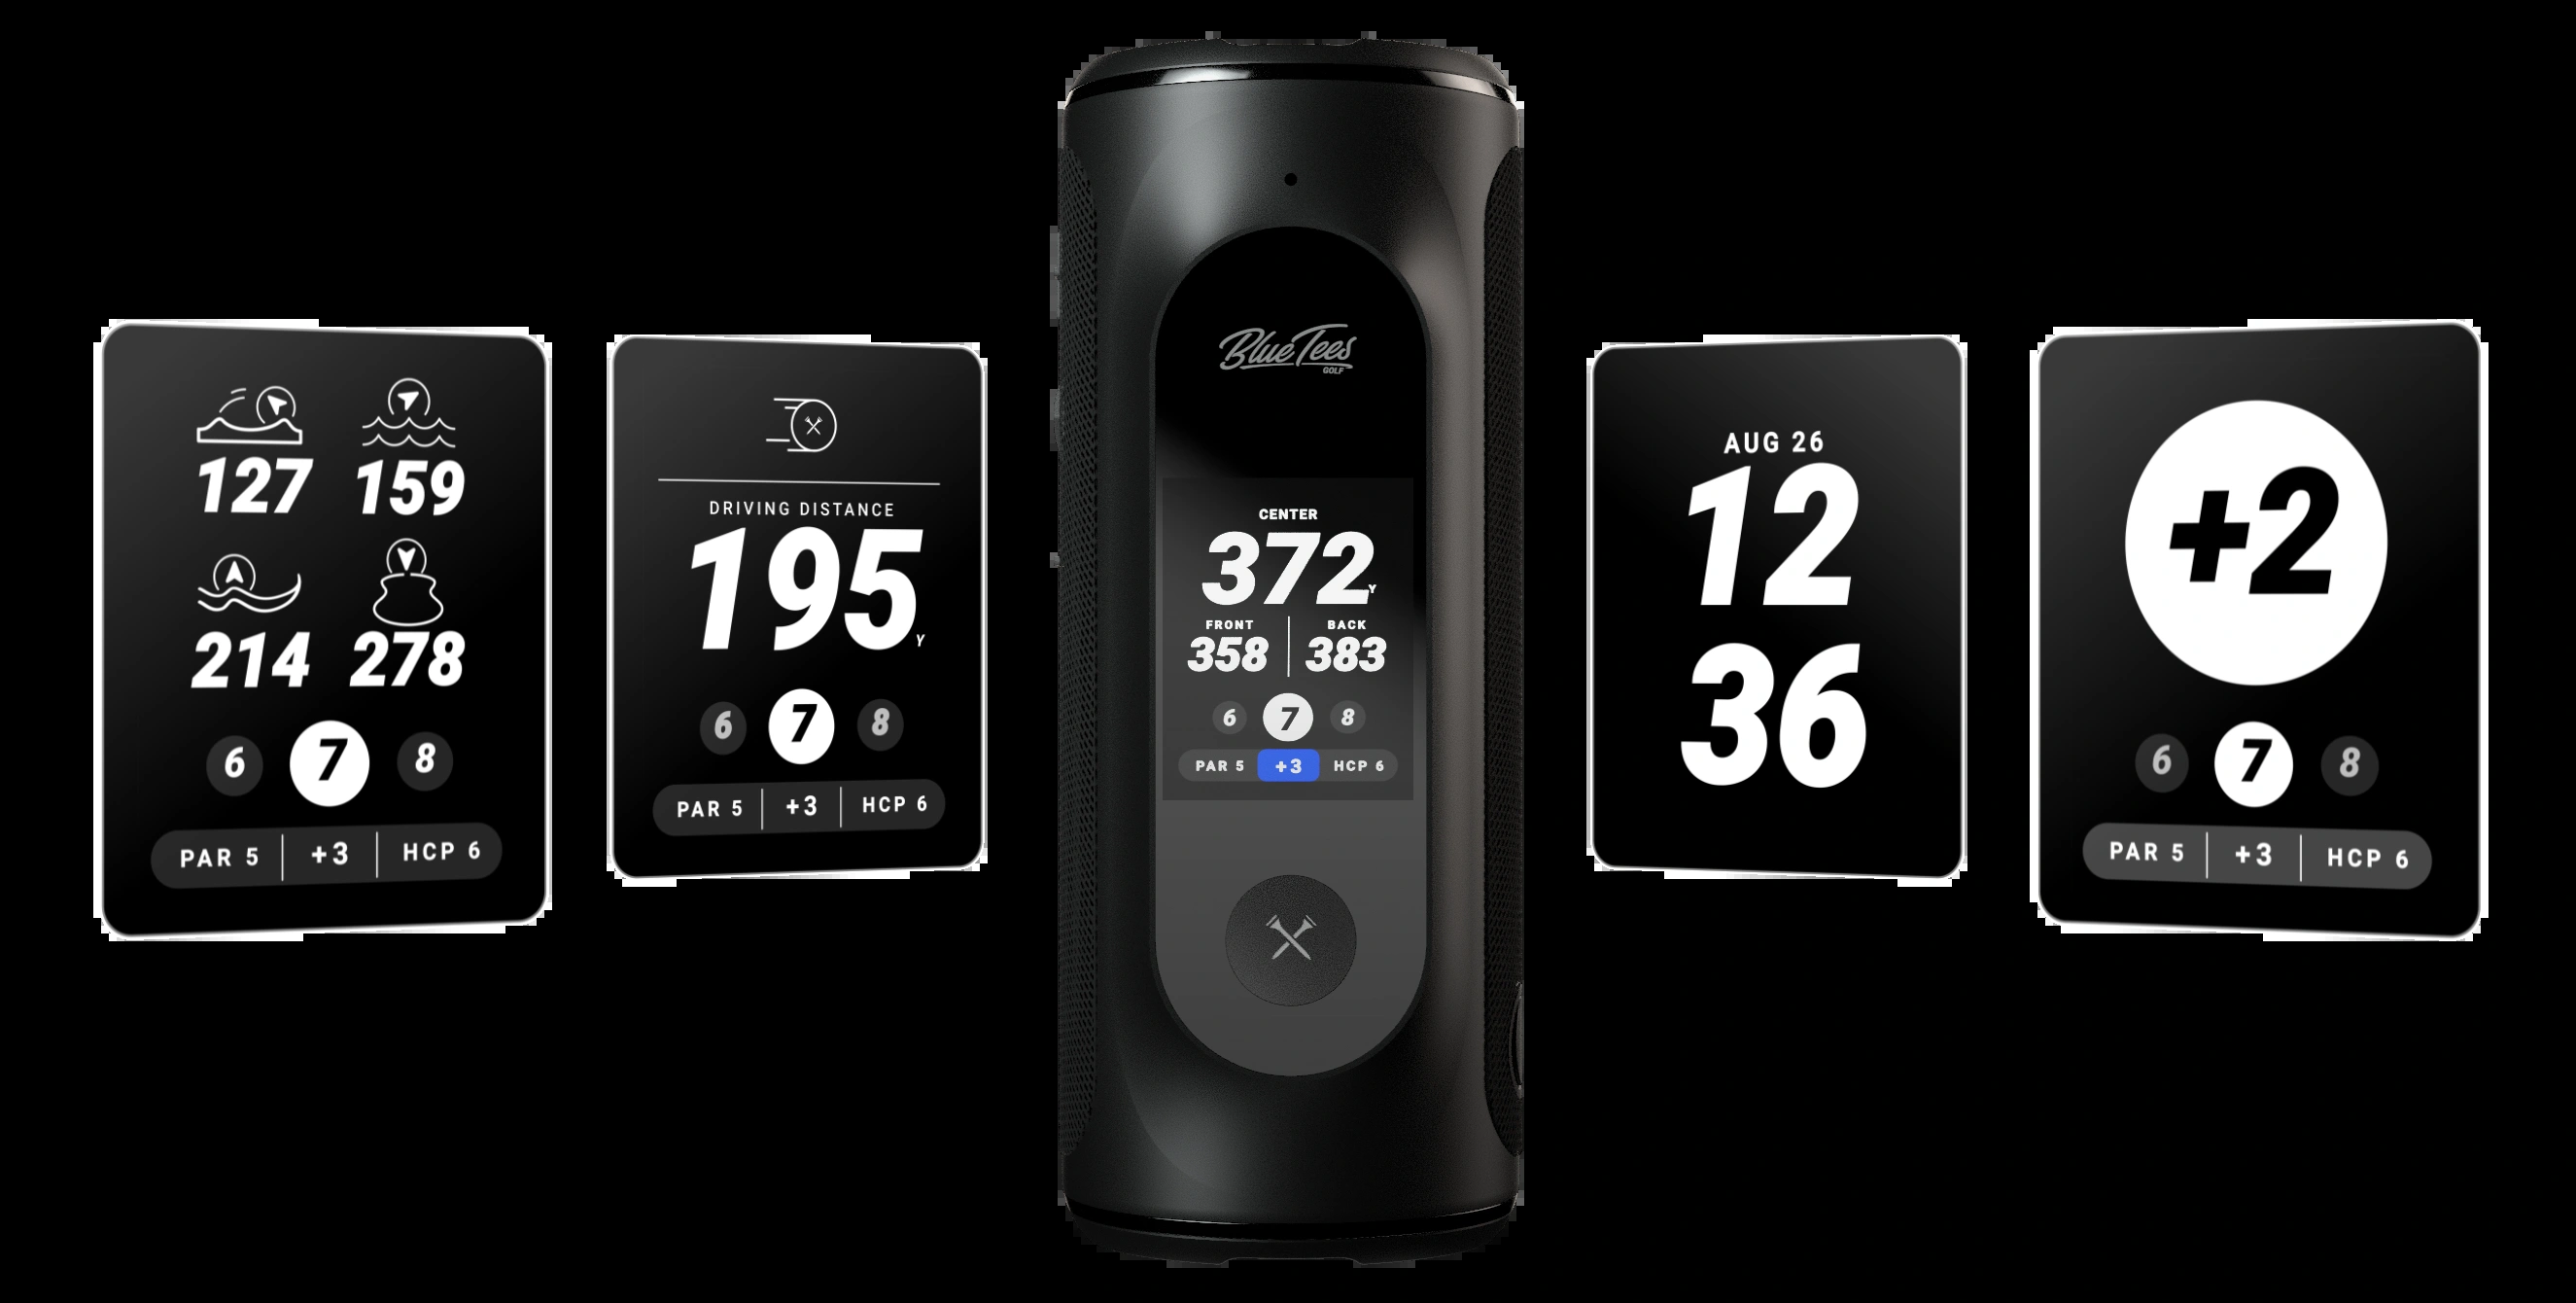 127 159
214 278
6 7 8
PAR 5 +3 HCP 6
DRIVING DISTANCE
195Y
6 7 8
PAR 5 +3 HCP 6
Blue Tees
GOLF
CENTER
372Y
FRONT BACK
358 383
6 7 8
PAR 5 +3 HCP 6
AUG 26
12
36
+2
6 7 8
PAR 5 +3 HCP 6